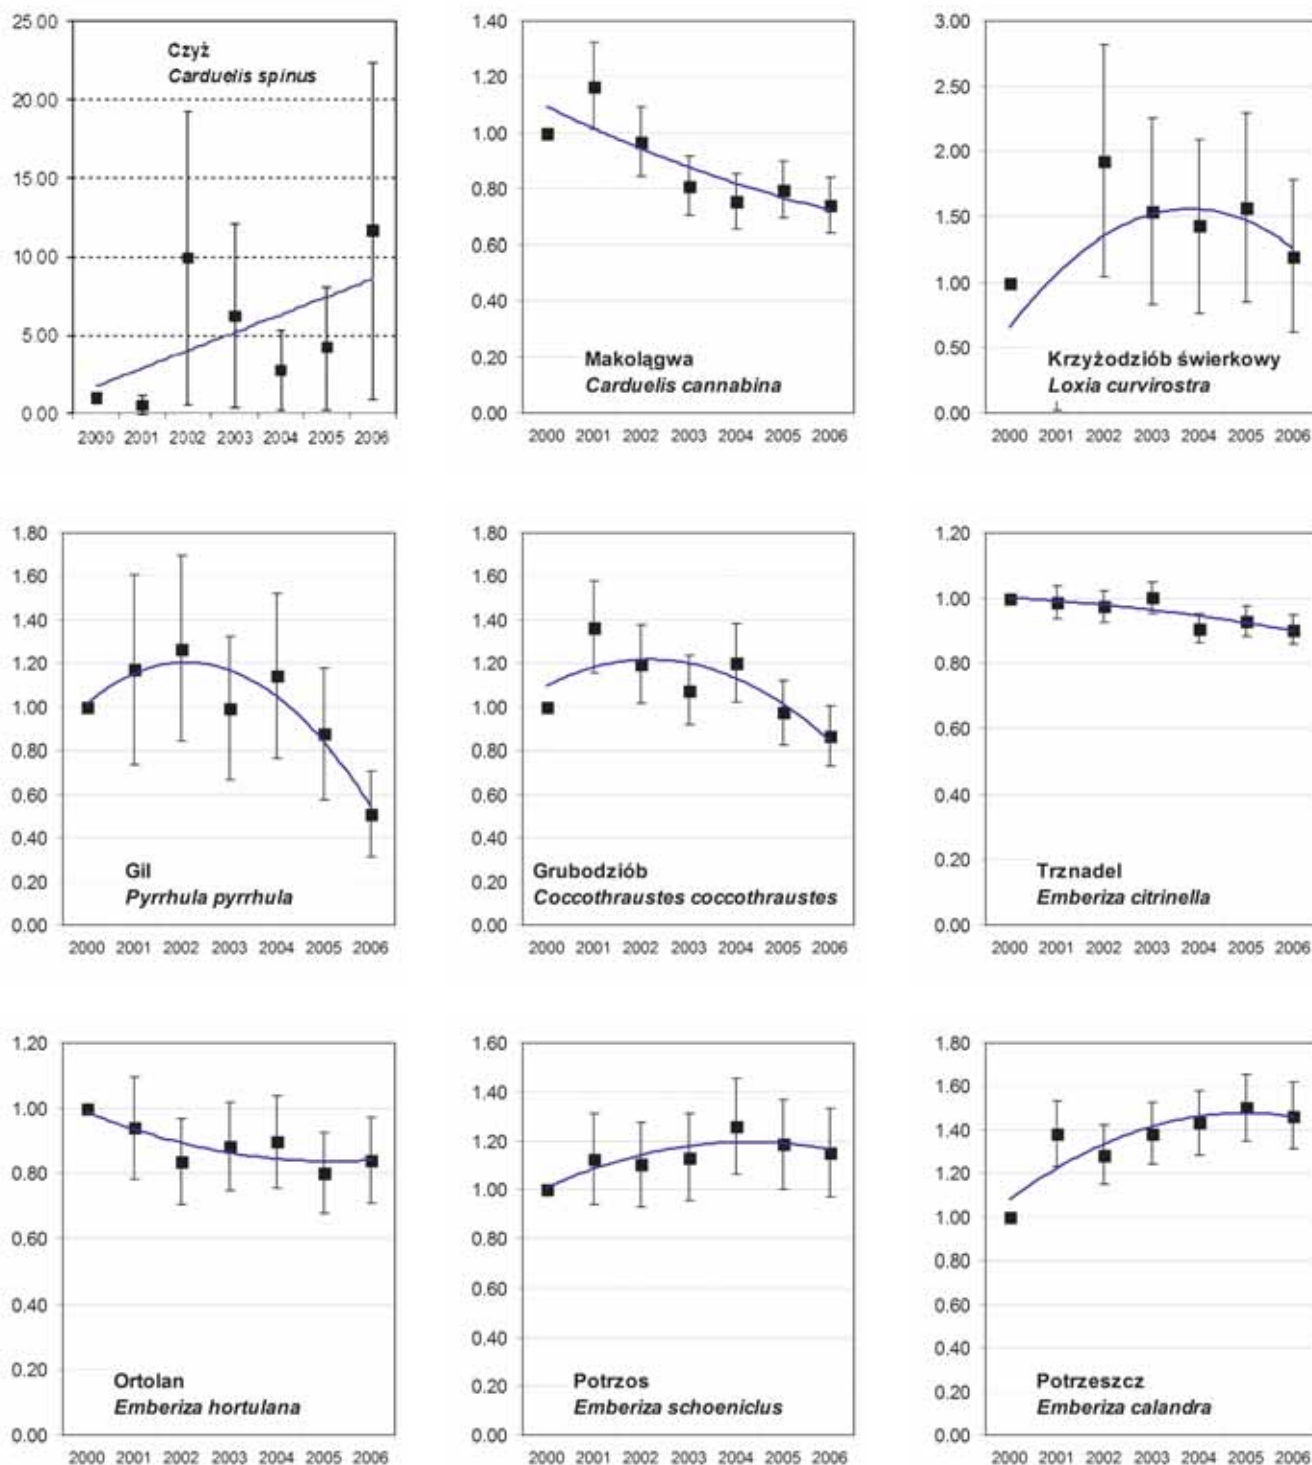 25 00
20 00
15 00
10 00
5.00
0.00
Czyż
Carduelis spinus
2000 2001 2002 2003 2004 2005 2006
1.40
1.20
1.00
0.80
0.60
0.40
0.20
0.00
Makolągwa
Carduelis cannabina
2000 2001 2002 2003 2004 2005 2006
3.00
2.50
2.00
1.50
1.00
0.50
0.00
Krzyżodziób świerkowy
Loxia curvirostra
2000 2001 2002 2003 2004 2005 2006
1.80
1.60
1.40
1.20
1.00
0.80
0.60
0.40
0.20
0.00
Gil
Pyrrhula pyrrhula
2000 2001 2002 2003 2004 2005 2006
1.80
1.60
1.40
1.20
1.00
0.80
0.60
0.40
0.20
0.00
Grubodziób
Coccothraustes coccothraustes
2000 2001 2002 2003 2004 2005 2006
1.20
1.00
0.80
0.60
0.40
0.20
0.00
Trznadel
Emberiza citrinella
2000 2001 2002 2003 2004 2005 2006
1.20
1.00
0.80
0.60
0.40
0.20
0.00
Ortolan
Emberiza hortulana
2000 2001 2002 2003 2004 2005 2006
1.60
1.40
1.20
1.00
0.80
0.60
0.40
0.20
0.00
Potrzos
Emberiza schoeniclus
2000 2001 2002 2003 2004 2005 2006
1.80
1.60
1.40
1.20
1.00
0.80
0.60
0.40
0.20
0.00
Potrzeszcz
Emberiza calandra
2000 2001 2002 2003 2004 2005 2006